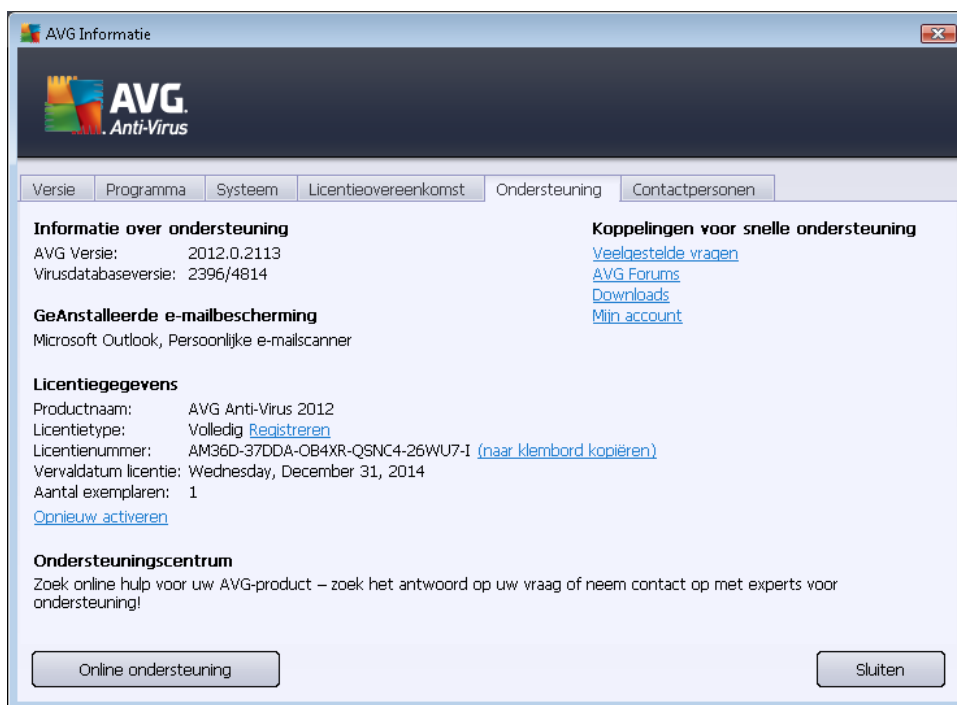 AVG Informatie
AVG.
Anti-Virus
Versie Programma Systeem Licentieovereenkomst Ondersteuning Contactpersonen
Informatie over ondersteuning
AVG Versie: 2012.0.2113
Virusdatabaseversie: 2396/4814
GeAnstalleerde e-mailbescherming
Microsoft Outlook, Persoonlijke e-mailscanner
Licentiegegevens
Productnaam: AVG Anti-Virus 2012
Licentietype: Volledig Registreren
Licentienummer: AM36D-37DDA-OB4XR-QSNC4-26WU7-I (naar klembord kopiëren)
Vervaldatum licentie: Wednesday, December 31, 2014
Aantal exemplaren: 1
Opnieuw activeren
Ondersteuningscentrum
Zoek online hulp voor uw AVG-product – zoek het antwoord op uw vraag of neem contact op met experts voor
ondersteuning!
Koppelingen voor snelle ondersteuning
Veelgestelde vragen
AVG Forums
Downloads
Mijn account
Online ondersteuning
Sluiten